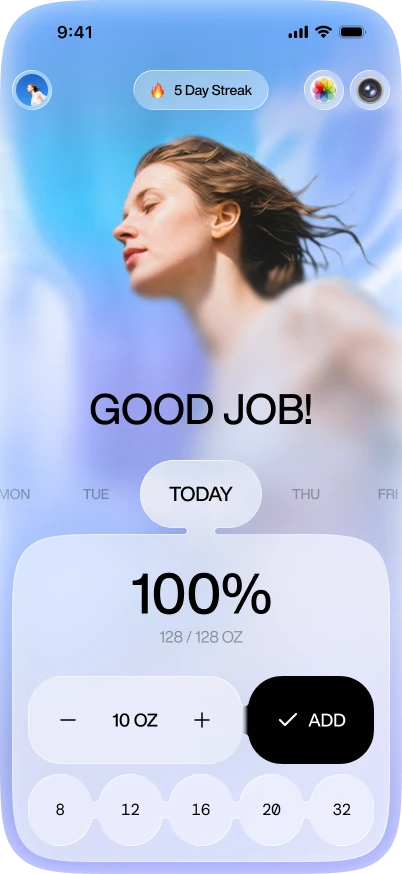 9:41
5 Day Streak
GOOD JOB!
MON TUE TODAY THU FRI
100%
128 / 128 OZ
10 OZ ADD
8 12 16 20 32